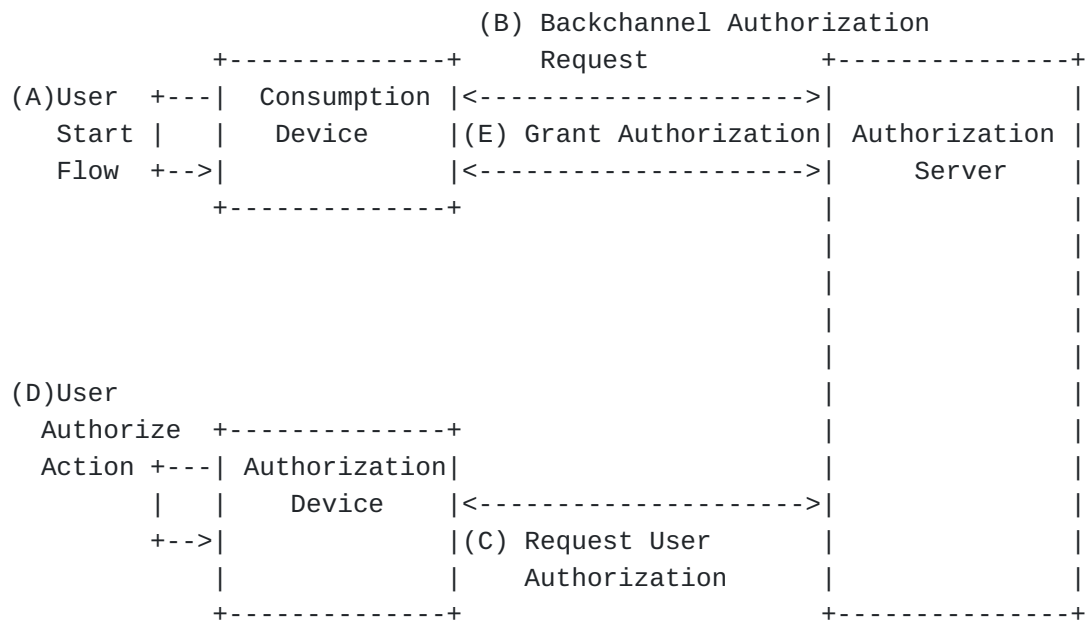 (B) Backchannel Authorization
+--------------+     Request           +---------------+
(A)User  +---|  Consumption |<--------------------->|               |
Start |   |   Device     |(E) Grant Authorization| Authorization |
Flow  +-->|              |<--------------------->|     Server    |
+--------------+                       |               |
|               |
|               |
|               |
|               |
(D)User                                              |               |
Authorize  +--------------+                       |               |
Action +---| Authorization|                       |               |
|   |    Device    |<--------------------->|               |
+-->|              |(C) Request User       |               |
|              |    Authorization      |               |
+--------------+                       +---------------+